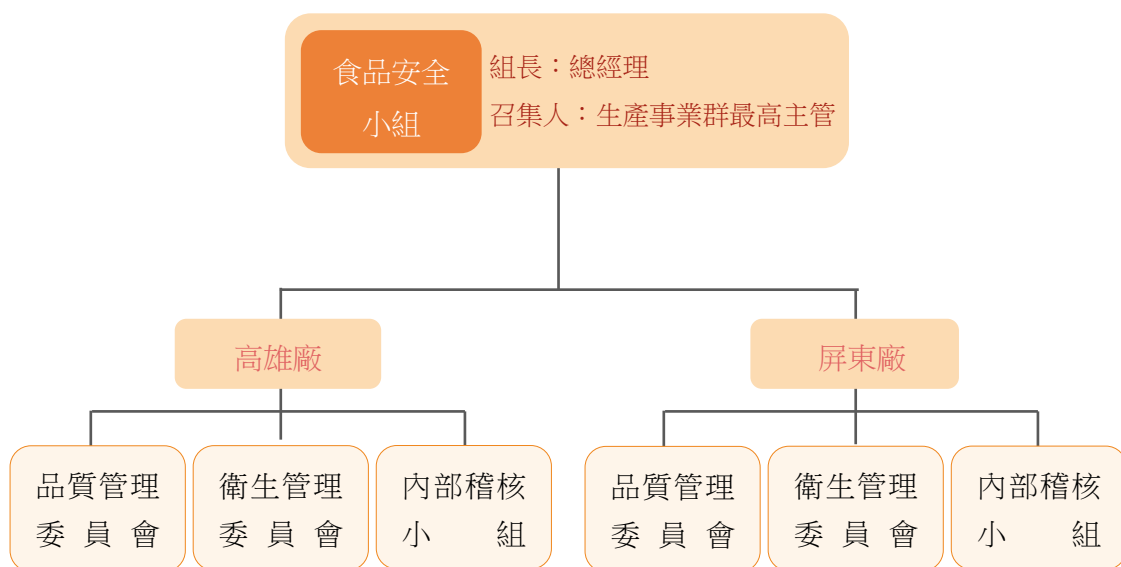 食品安全
小組
組長：總經理
召集人：生產事業群最高主管
高雄廠
屏東廠
品質管理
委員會
衛生管理
委員會
內部稽核
小組
品質管理
委員會
衛生管理
委員會
內部稽核
小組